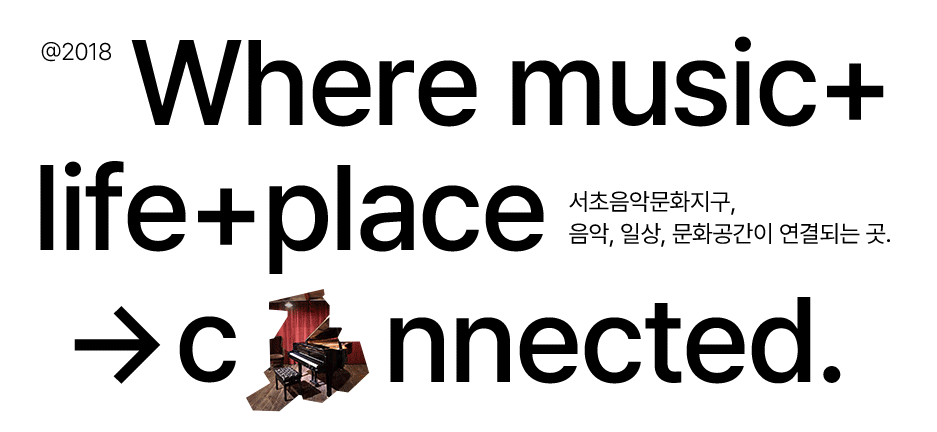 @2018 Where music+
life+place
서초음악문화지구,
음악, 일상, 문화공간이 연결되는 곳.
→c nnected.